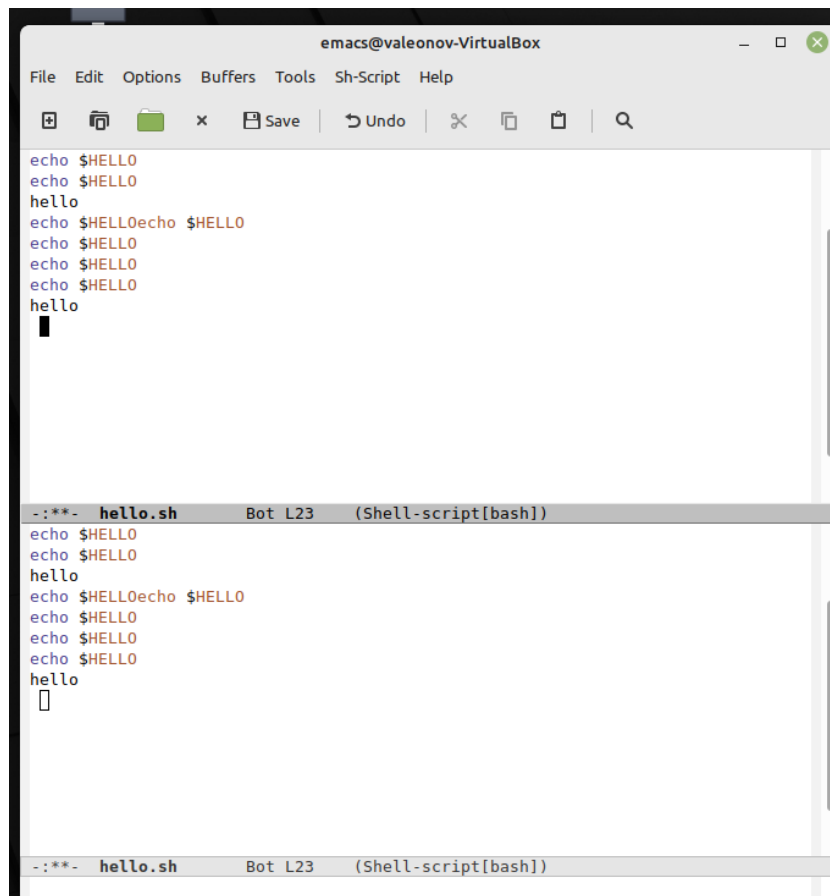 emacs@valeonov-VirtualBox
File Edit Options Buffers Tools Sh-Script Help
Save Undo
echo $HELLO
echo $HELLO
hello
echo $HELLOecho $HELLO
echo $HELLO
echo $HELLO
echo $HELLO
hello
-:**- hello.sh Bot L23 (Shell-script[bash])
echo $HELLO
echo $HELLO
hello
echo $HELLOecho $HELLO
echo $HELLO
echo $HELLO
echo $HELLO
hello
-:**- hello.sh Bot L23 (Shell-script[bash])